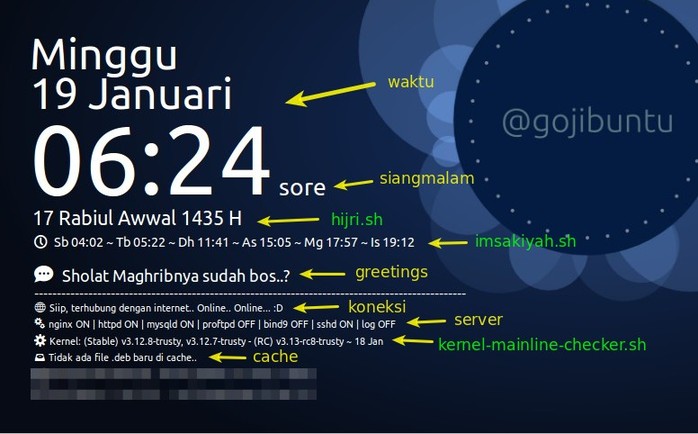 Minggu
19 Januari
waktu
@gojibuntu
06:24 sore
siangmalam
17 Rabiul Awwal 1435 H
hijri.sh
Sb 04:02 ~ Tb 05:22 ~ Dh 11:41 ~ As 15:05 ~ Mg 17:57 ~ Is 19:12
imsakiyah.sh
Sholat Maghribnya sudah bos..?
greetings
Siip, terhubung dengan internet.. Online.. Online... :D
koneksi
nginx ON | httpd ON | mysqld ON | proftpd OFF | bind9 OFF | sshd ON | log OFF
server
Kernel: (Stable) v3.12.8-trusty, v3.12.7-trusty - (RC) v3.13-rc8-trusty ~ 18 Jan
kernel-mainline-checker.sh
Tidak ada file .deb baru di cache..
cache